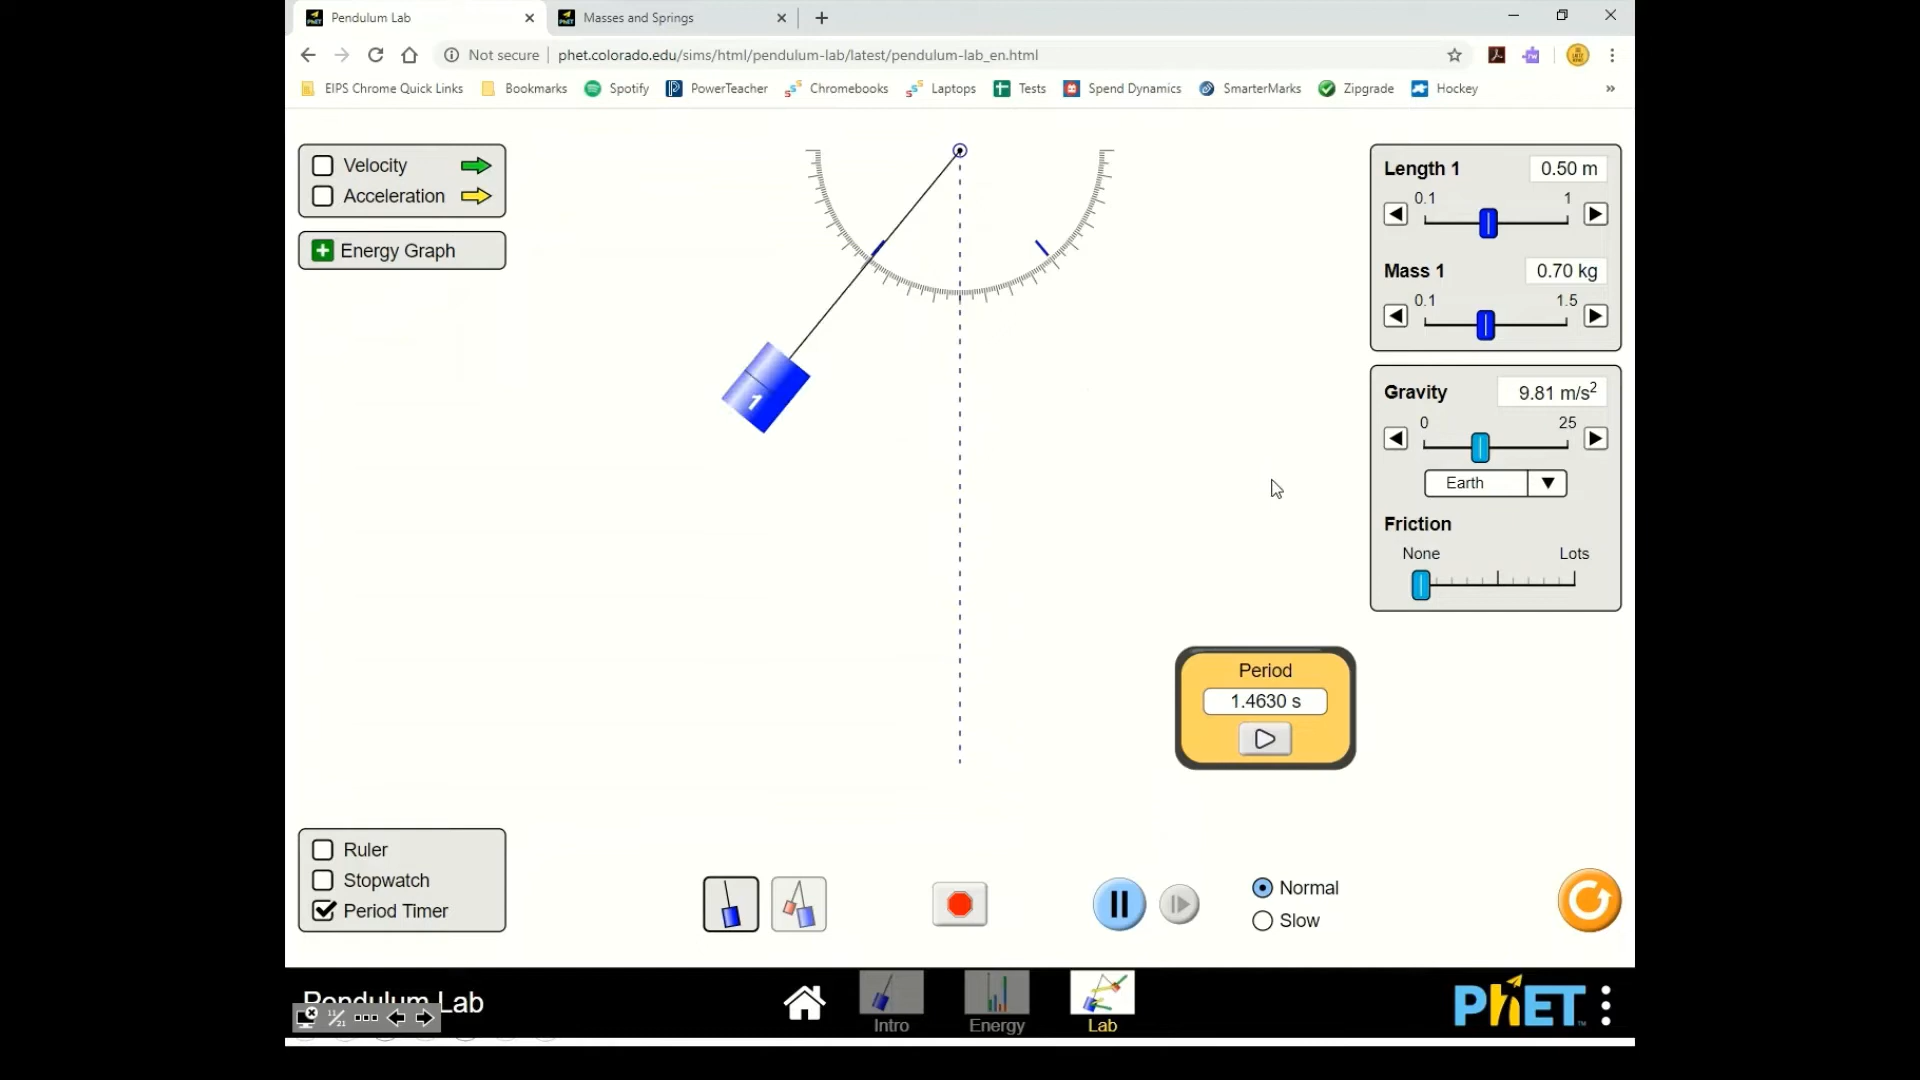 Pendulum Lab
Masses and Springs
Not secure
phet.colorado.edu/sims/html/pendulum-lab/latest/pendulum-lab_en.html
EIPS Chrome Quick Links
Bookmarks
Spotify
PowerTeacher
Chromebooks
Laptops
Tests
Spend Dynamics
SmarterMarks
Zipgrade
Hockey
»
Velocity
Acceleration
Energy Graph
1
Length 1
0.50 m
0.1
1
Mass 1
0.70 kg
0.1
1.5
Gravity
9.81 m/s²
0
25
Earth
Friction
None
Lots
Period
1.4630 s
Ruler
Stopwatch
Period Timer
Normal
Slow
Pendulum Lab
11/21
Intro
Energy
Lab
PhET